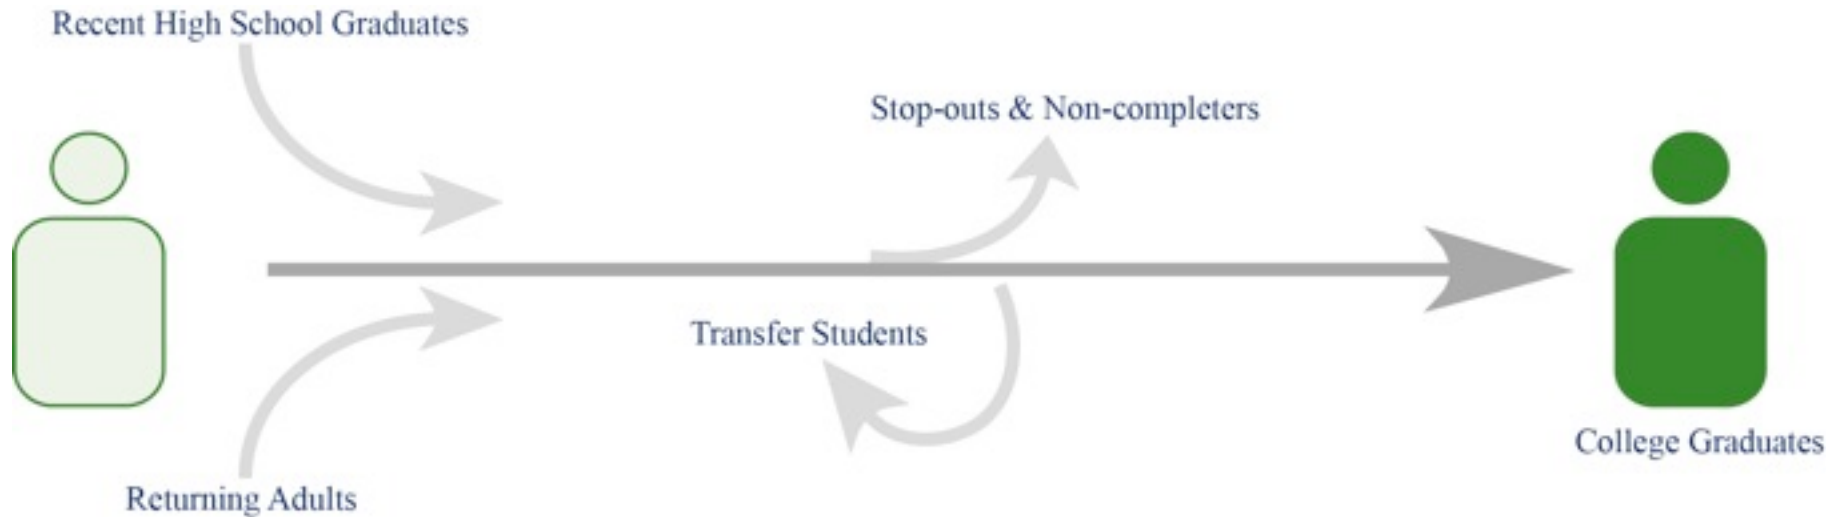 Recent High School Graduates
Stop-outs & Non-completers
Transfer Students
College Graduates
Returning Adults